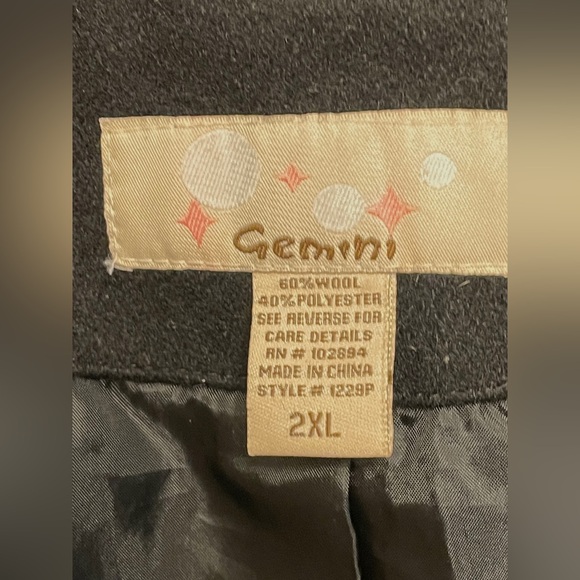 Gemini
60%WOOL
40%POLYESTER
SEE REVERSE FOR
CARE DETAILS
RN # 102894
MADE IN CHINA
STYLE# 1229P
2XL